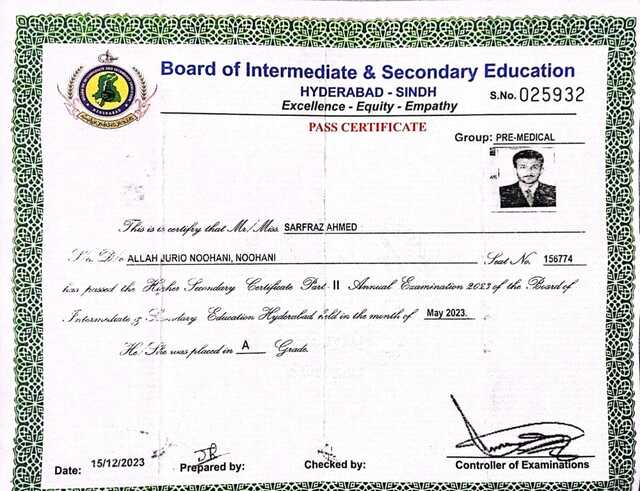 Board of Intermediate & Secondary Education
HYDERABAD - SINDH
S.No. 025932
Excellence - Equity - Empathy
PASS CERTIFICATE
Group: PRE-MEDICAL
This is certify that Mr/Miss. SARFRAZ AHMED
S/o D/o ALLAH JURIO NOOHANI, NOOHANI Seat No. 156774
has passed the Higher Secondary Certificate Part II Annual Examination 2023 of the Board of
Intermediate & Secondary Education Hyderabad held in the month of May 2023.
He/She was placed in A Grade.
Date: 15/12/2023 Prepared by: Checked by: Controller of Examinations